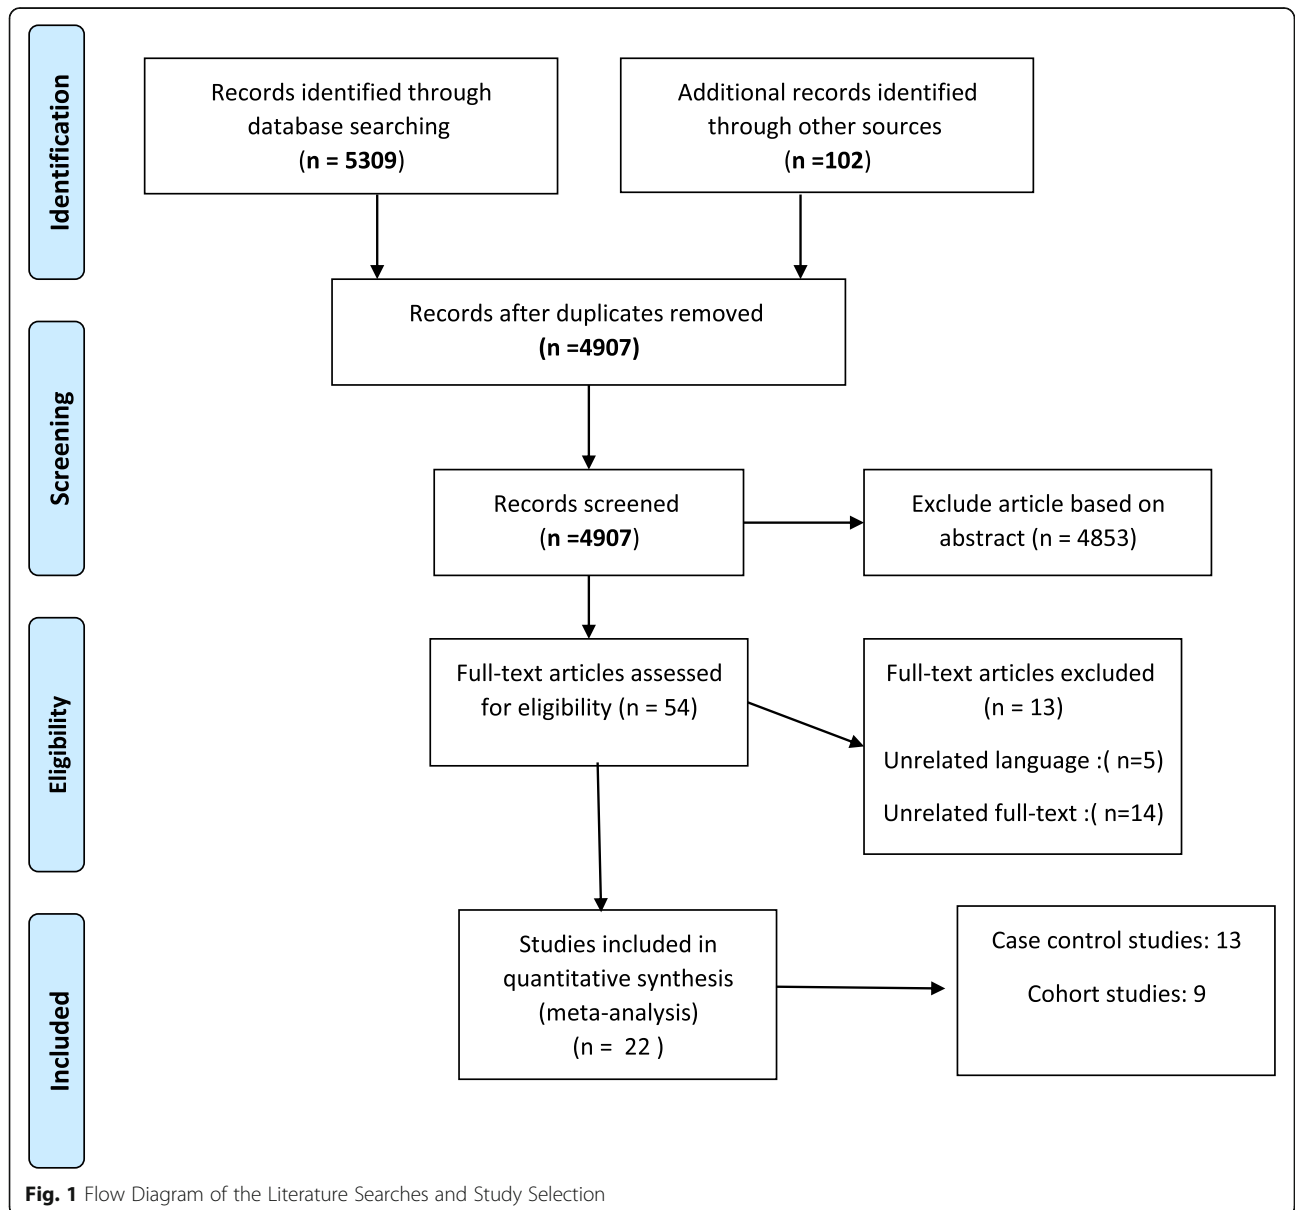 Identification
Records identified through
database searching
(n = 5309)
Additional records identified
through other sources
(n =102)
Records after duplicates removed
(n =4907)
Screening
Records screened
(n =4907)
Exclude article based on
abstract (n = 4853)
Eligibility
Full-text articles assessed
for eligibility (n = 54)
Full-text articles excluded
(n = 13)
Unrelated language :( n=5)
Unrelated full-text :( n=14)
Included
Studies included in
quantitative synthesis
(meta-analysis)
(n = 22 )
Case control studies: 13
Cohort studies: 9
Fig. 1 Flow Diagram of the Literature Searches and Study Selection